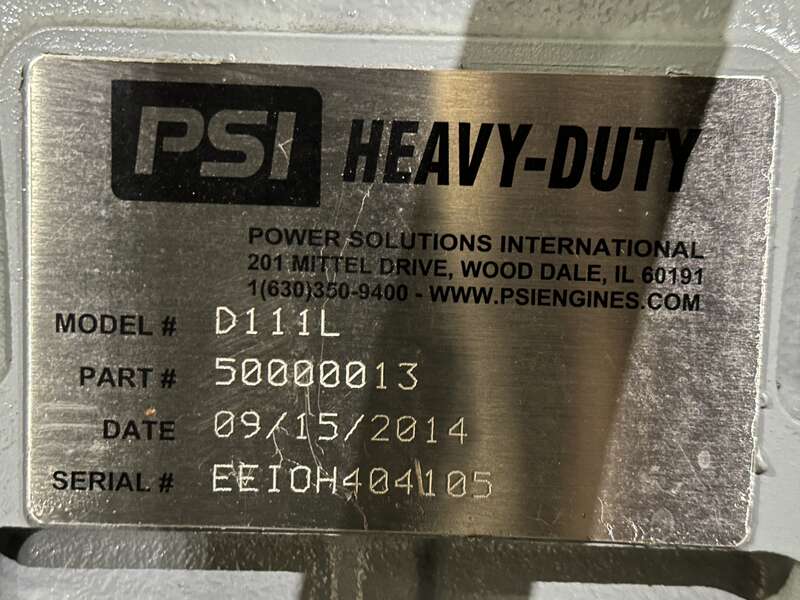 PSI HEAVY-DUTY
POWER SOLUTIONS INTERNATIONAL
201 MITTEL DRIVE, WOOD DALE, IL 60191
1(630)350-9400 - WWW.PSIENGINES.COM
MODEL # D111L
PART # 50000013
DATE 09/15/2014
SERIAL # EEIOH404105